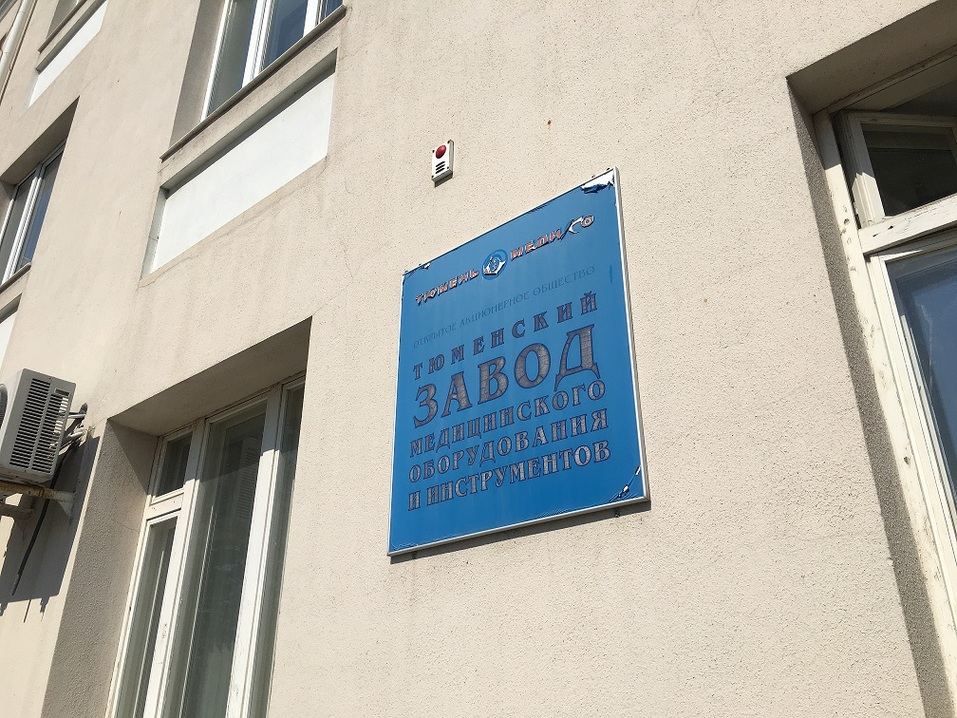 ТЮМЕНЬ МЕДИКО
ОТКРЫТОЕ АКЦИОНЕРНОЕ ОБЩЕСТВО
ТЮМЕНСКИЙ
ЗАВОД
МЕДИЦИНСКОГО
ОБОРУДОВАНИЯ
И ИНСТРУМЕНТОВ